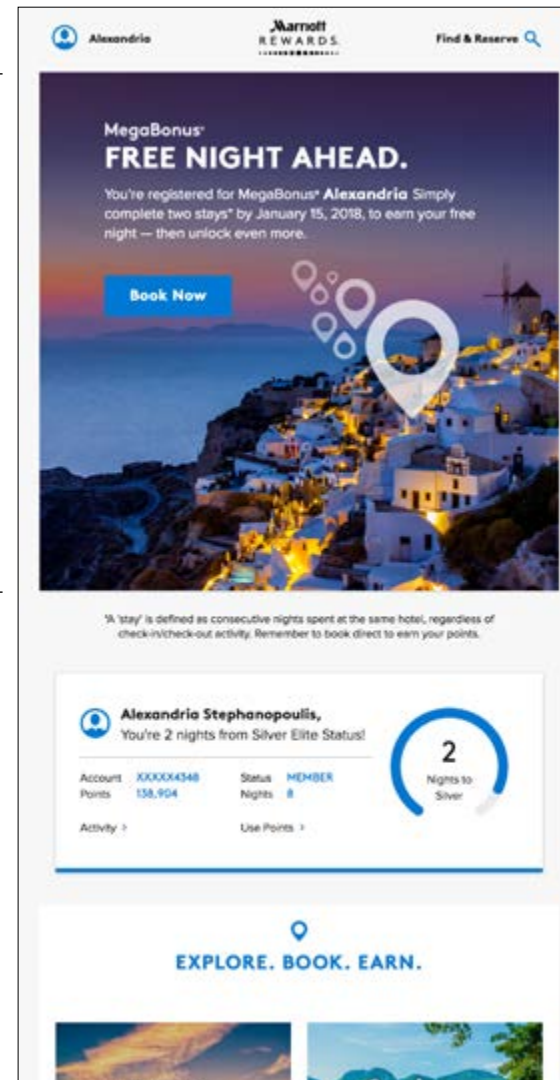 Alexandria
Marriott
REWARDS.
Find & Reserve
MegaBonus®
FREE NIGHT AHEAD.
You're registered for MegaBonus® Alexandria Simply
complete two stays* by January 15, 2018, to earn your free
night — then unlock even more.
Book Now
*A 'stay' is defined as consecutive nights spent at the same hotel, regardless of
check-in/check-out activity. Remember to book direct to earn your points.
Alexandria Stephanopoulis,
You're 2 nights from Silver Elite Status!
Account XXXXX4348 Status MEMBER
Points 138,904 Nights 8
Activity > Use Points >
2
Nights to
Silver
EXPLORE. BOOK. EARN.